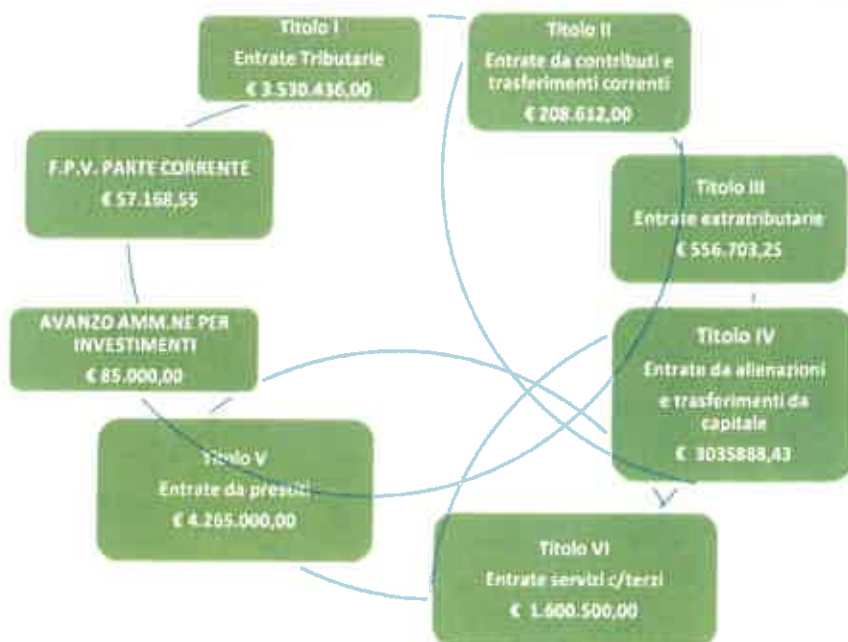 Titolo I
Entrate Tributarie
€ 3.530.436,00
Titolo II
Entrate da contributi e
trasferimenti correnti
€ 208.612,00
F.P.V. PARTE CORRENTE
€ 57.168,55
Titolo III
Entrate extratributarie
€ 556.703,25
AVANZO AMM.NE PER
INVESTIMENTI
€ 85.000,00
Titolo IV
Entrate da alienazioni
e trasferimenti da
capitale
€ 3035888,43
Titolo V
Entrate da prestiti
€ 4.265.000,00
Titolo VI
Entrate servizi c/terzi
€ 1.600.500,00